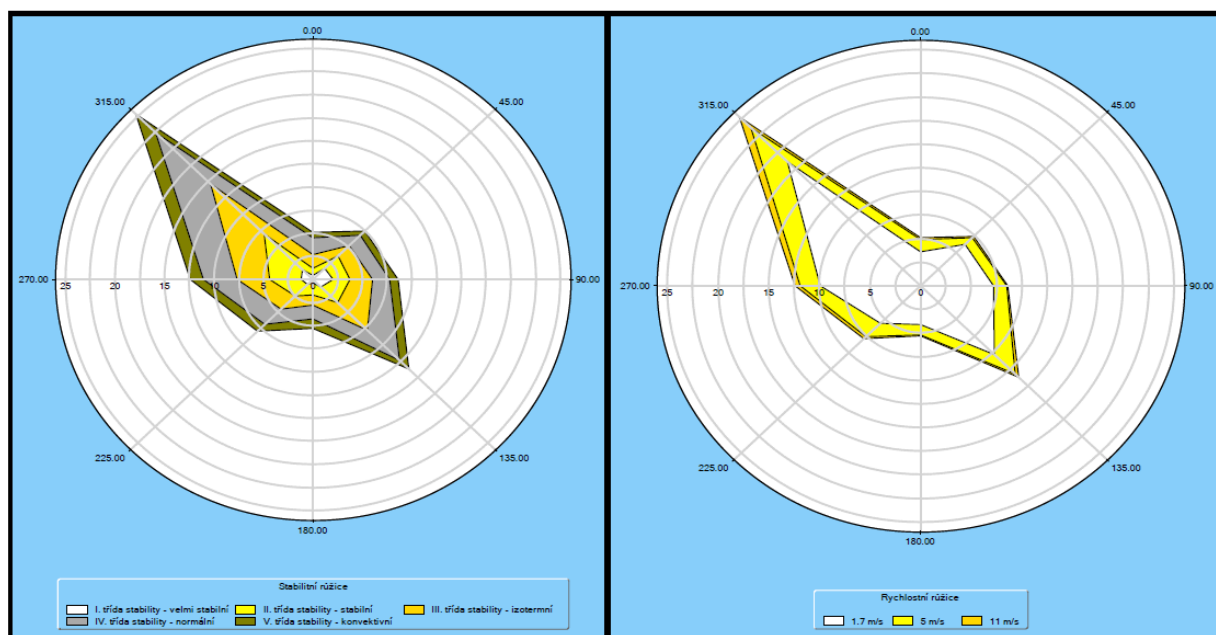 0.00
315.00
45.00
270.00
25
20
15
10
5
0
90.00
225.00
135.00
180.00
Stabilitní růžice
I. třída stability - velmi stabilní
II. třída stability - stabilní
III. třída stability - izotermní
IV. třída stability - normální
V. třída stability - konvektivní
0.00
315.00
45.00
270.00
25
20
15
10
5
0
90.00
225.00
135.00
180.00
Rychlostní růžice
1.7 m/s
5 m/s
11 m/s